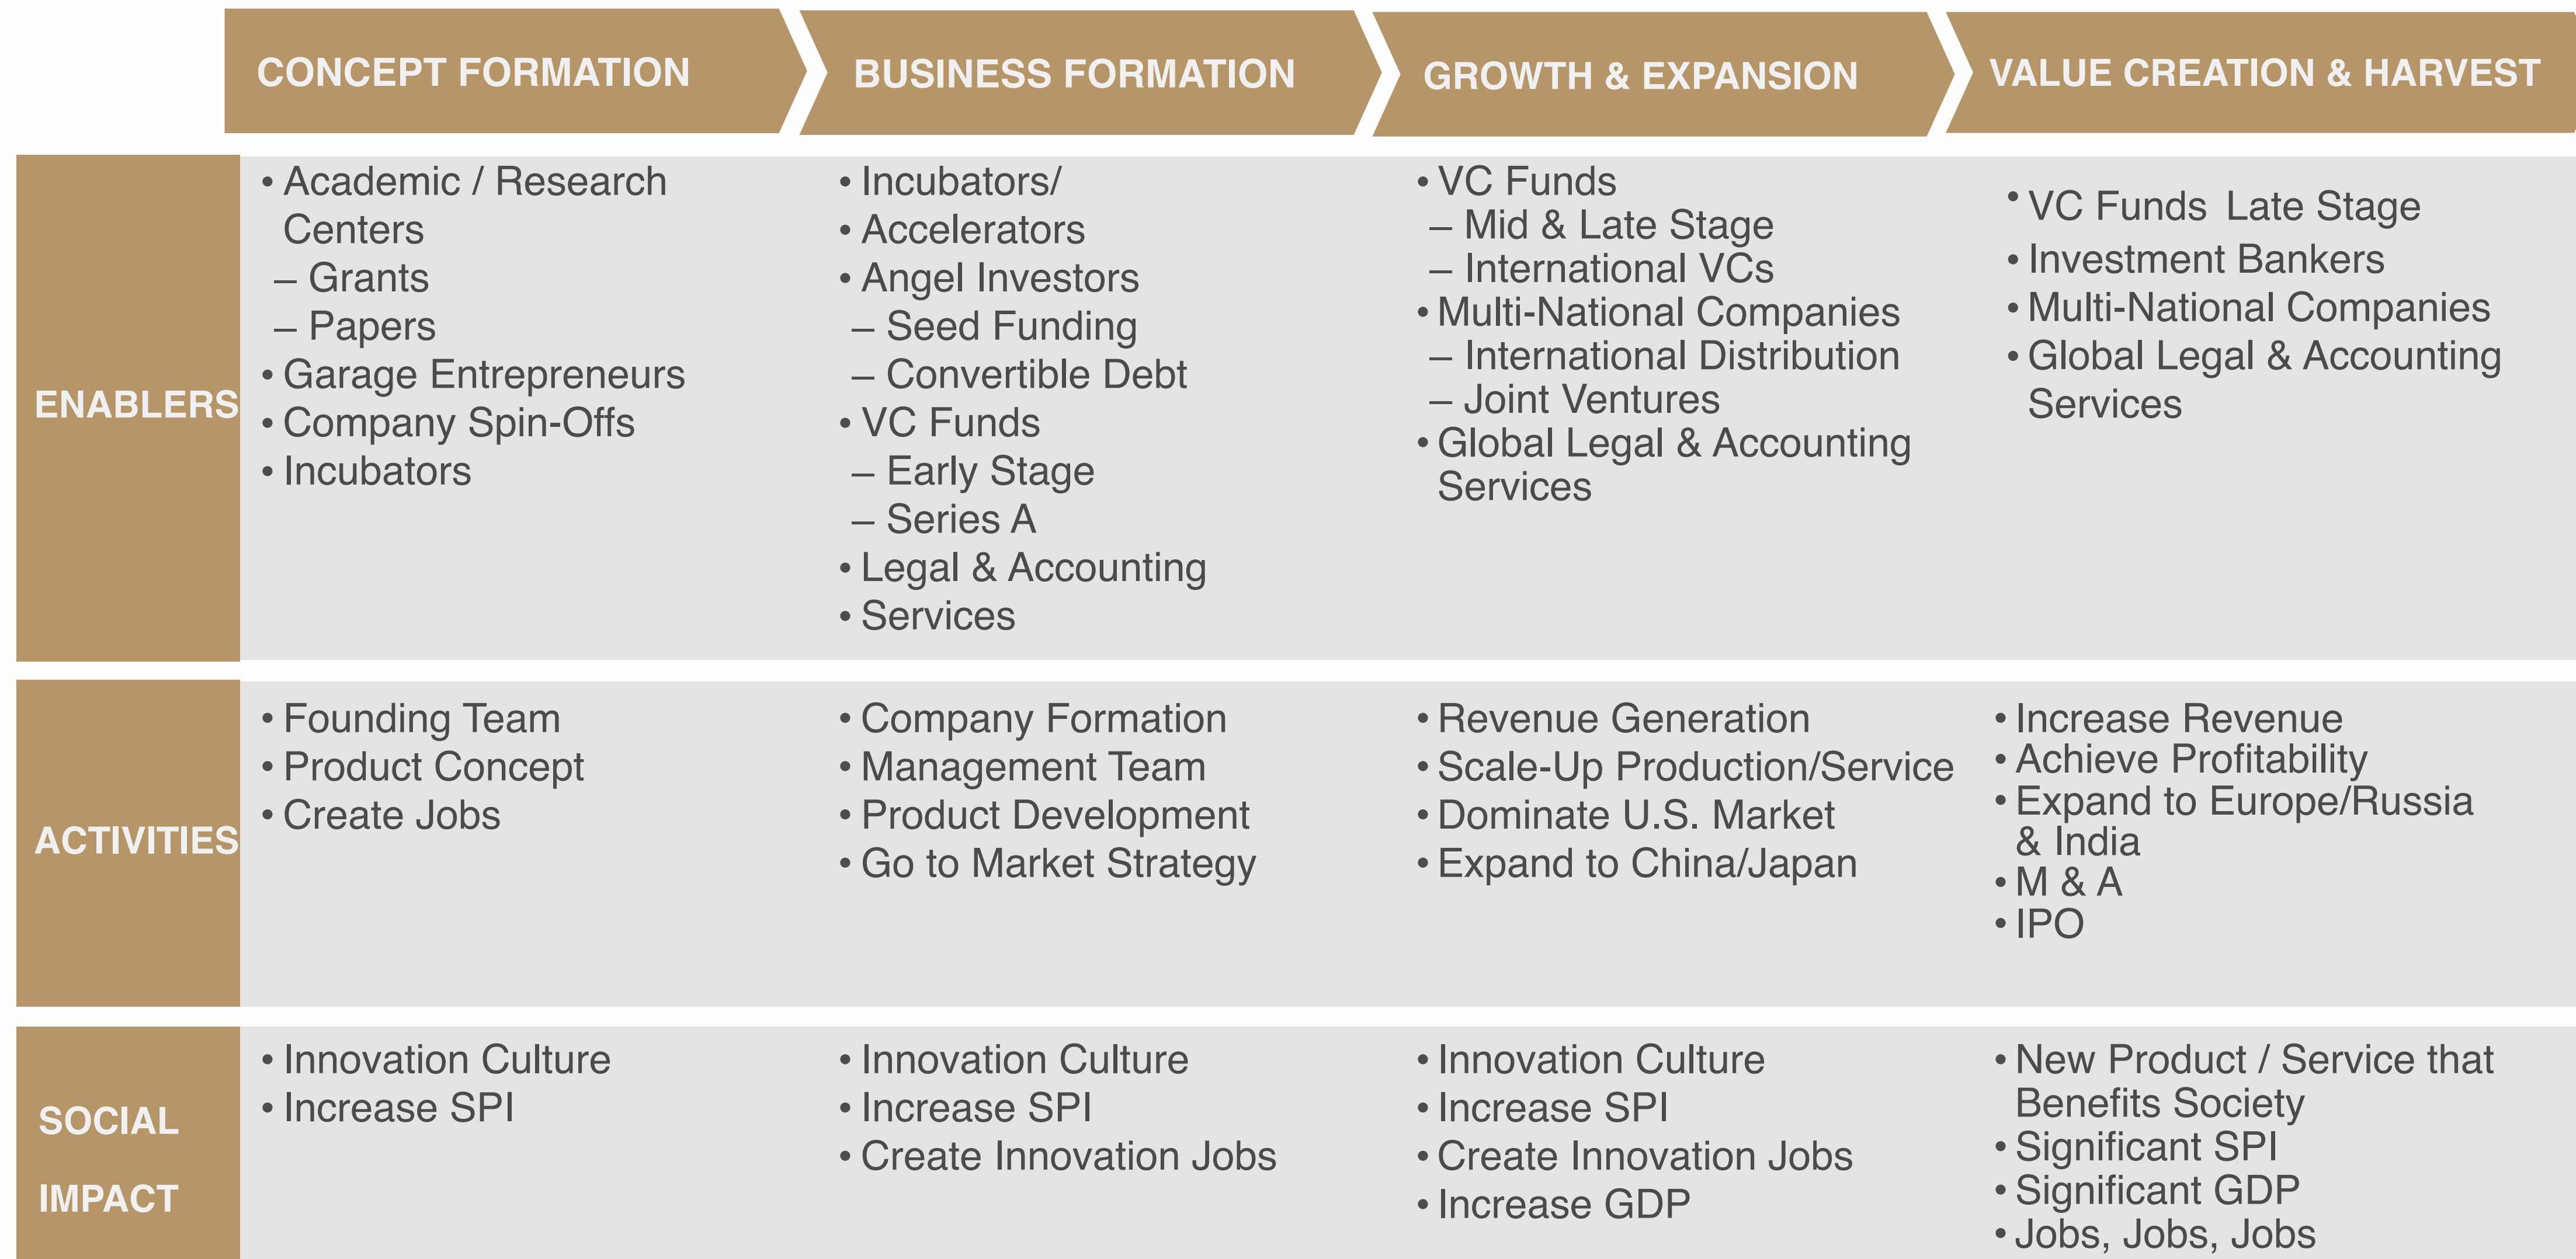 CONCEPT FORMATION
BUSINESS FORMATION
GROWTH & EXPANSION
VALUE CREATION & HARVEST
ENABLERS
• Academic / Research
Centers
– Grants
– Papers
• Garage Entrepreneurs
• Company Spin-Offs
• Incubators
• Incubators/
• Accelerators
• Angel Investors
– Seed Funding
– Convertible Debt
• VC Funds
– Early Stage
– Series A
• Legal & Accounting
• Services
• VC Funds
– Mid & Late Stage
– International VCs
• Multi-National Companies
– International Distribution
– Joint Ventures
• Global Legal & Accounting
Services
• VC Funds Late Stage
• Investment Bankers
• Multi-National Companies
• Global Legal & Accounting
Services
ACTIVITIES
• Founding Team
• Product Concept
• Create Jobs
• Company Formation
• Management Team
• Product Development
• Go to Market Strategy
• Revenue Generation
• Scale-Up Production/Service
• Dominate U.S. Market
• Expand to China/Japan
• Increase Revenue
• Achieve Profitability
• Expand to Europe/Russia
& India
• M & A
• IPO
SOCIAL
IMPACT
• Innovation Culture
• Increase SPI
• Innovation Culture
• Increase SPI
• Create Innovation Jobs
• Innovation Culture
• Increase SPI
• Create Innovation Jobs
• Increase GDP
• New Product / Service that
Benefits Society
• Significant SPI
• Significant GDP
• Jobs, Jobs, Jobs